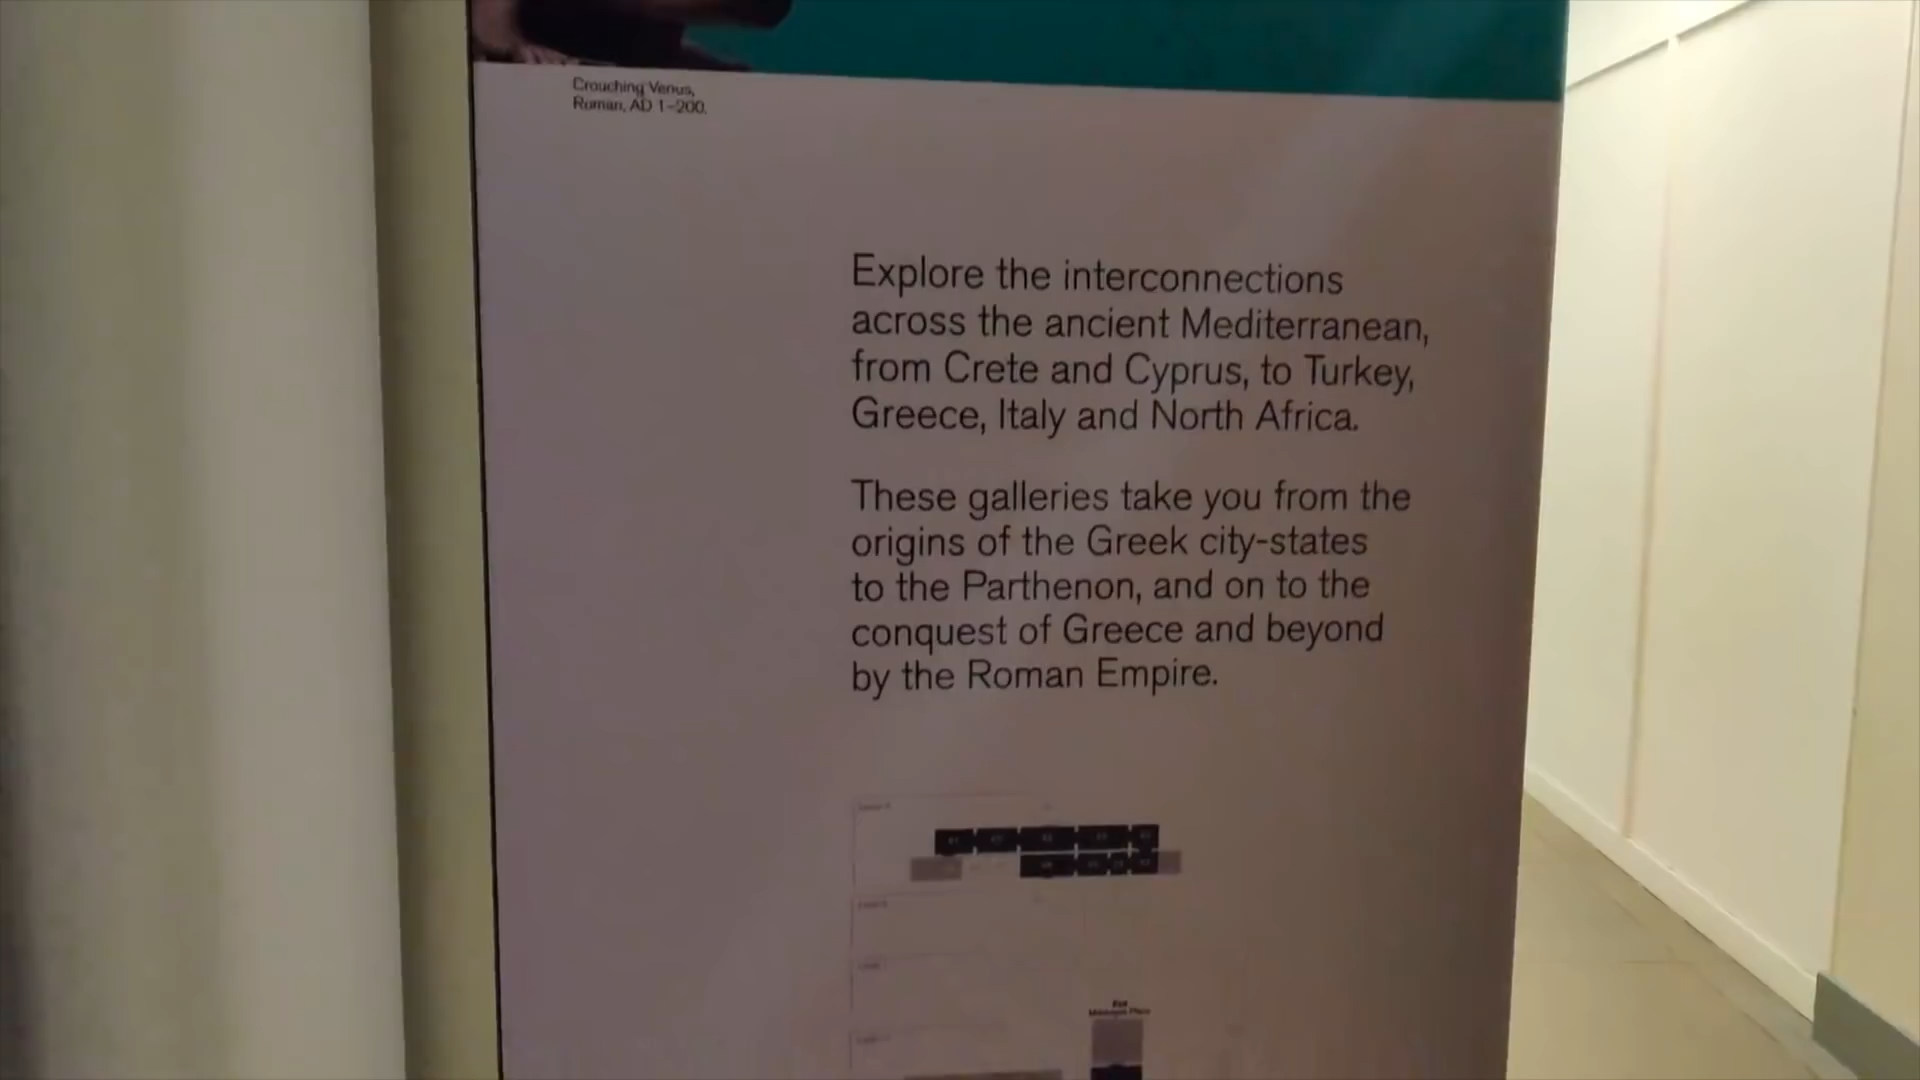 Crouching Venus,
Roman, AD 1–200.
Explore the interconnections
across the ancient Mediterranean,
from Crete and Cyprus, to Turkey,
Greece, Italy and North Africa.
These galleries take you from the
origins of the Greek city-states
to the Parthenon, and on to the
conquest of Greece and beyond
by the Roman Empire.